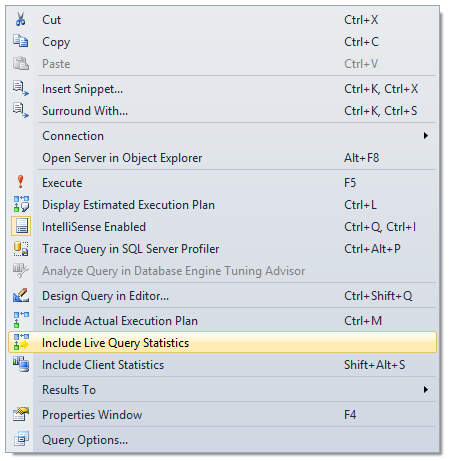 Cut Ctrl+X
Copy Ctrl+C
Paste Ctrl+V
Insert Snippet... Ctrl+K, Ctrl+X
Surround With... Ctrl+K, Ctrl+S
Connection
Open Server in Object Explorer Alt+F8
Execute F5
Display Estimated Execution Plan Ctrl+L
IntelliSense Enabled Ctrl+Q, Ctrl+I
Trace Query in SQL Server Profiler Ctrl+Alt+P
Analyze Query in Database Engine Tuning Advisor
Design Query in Editor... Ctrl+Shift+Q
Include Actual Execution Plan Ctrl+M
Include Live Query Statistics
Include Client Statistics Shift+Alt+S
Results To
Properties Window F4
Query Options...